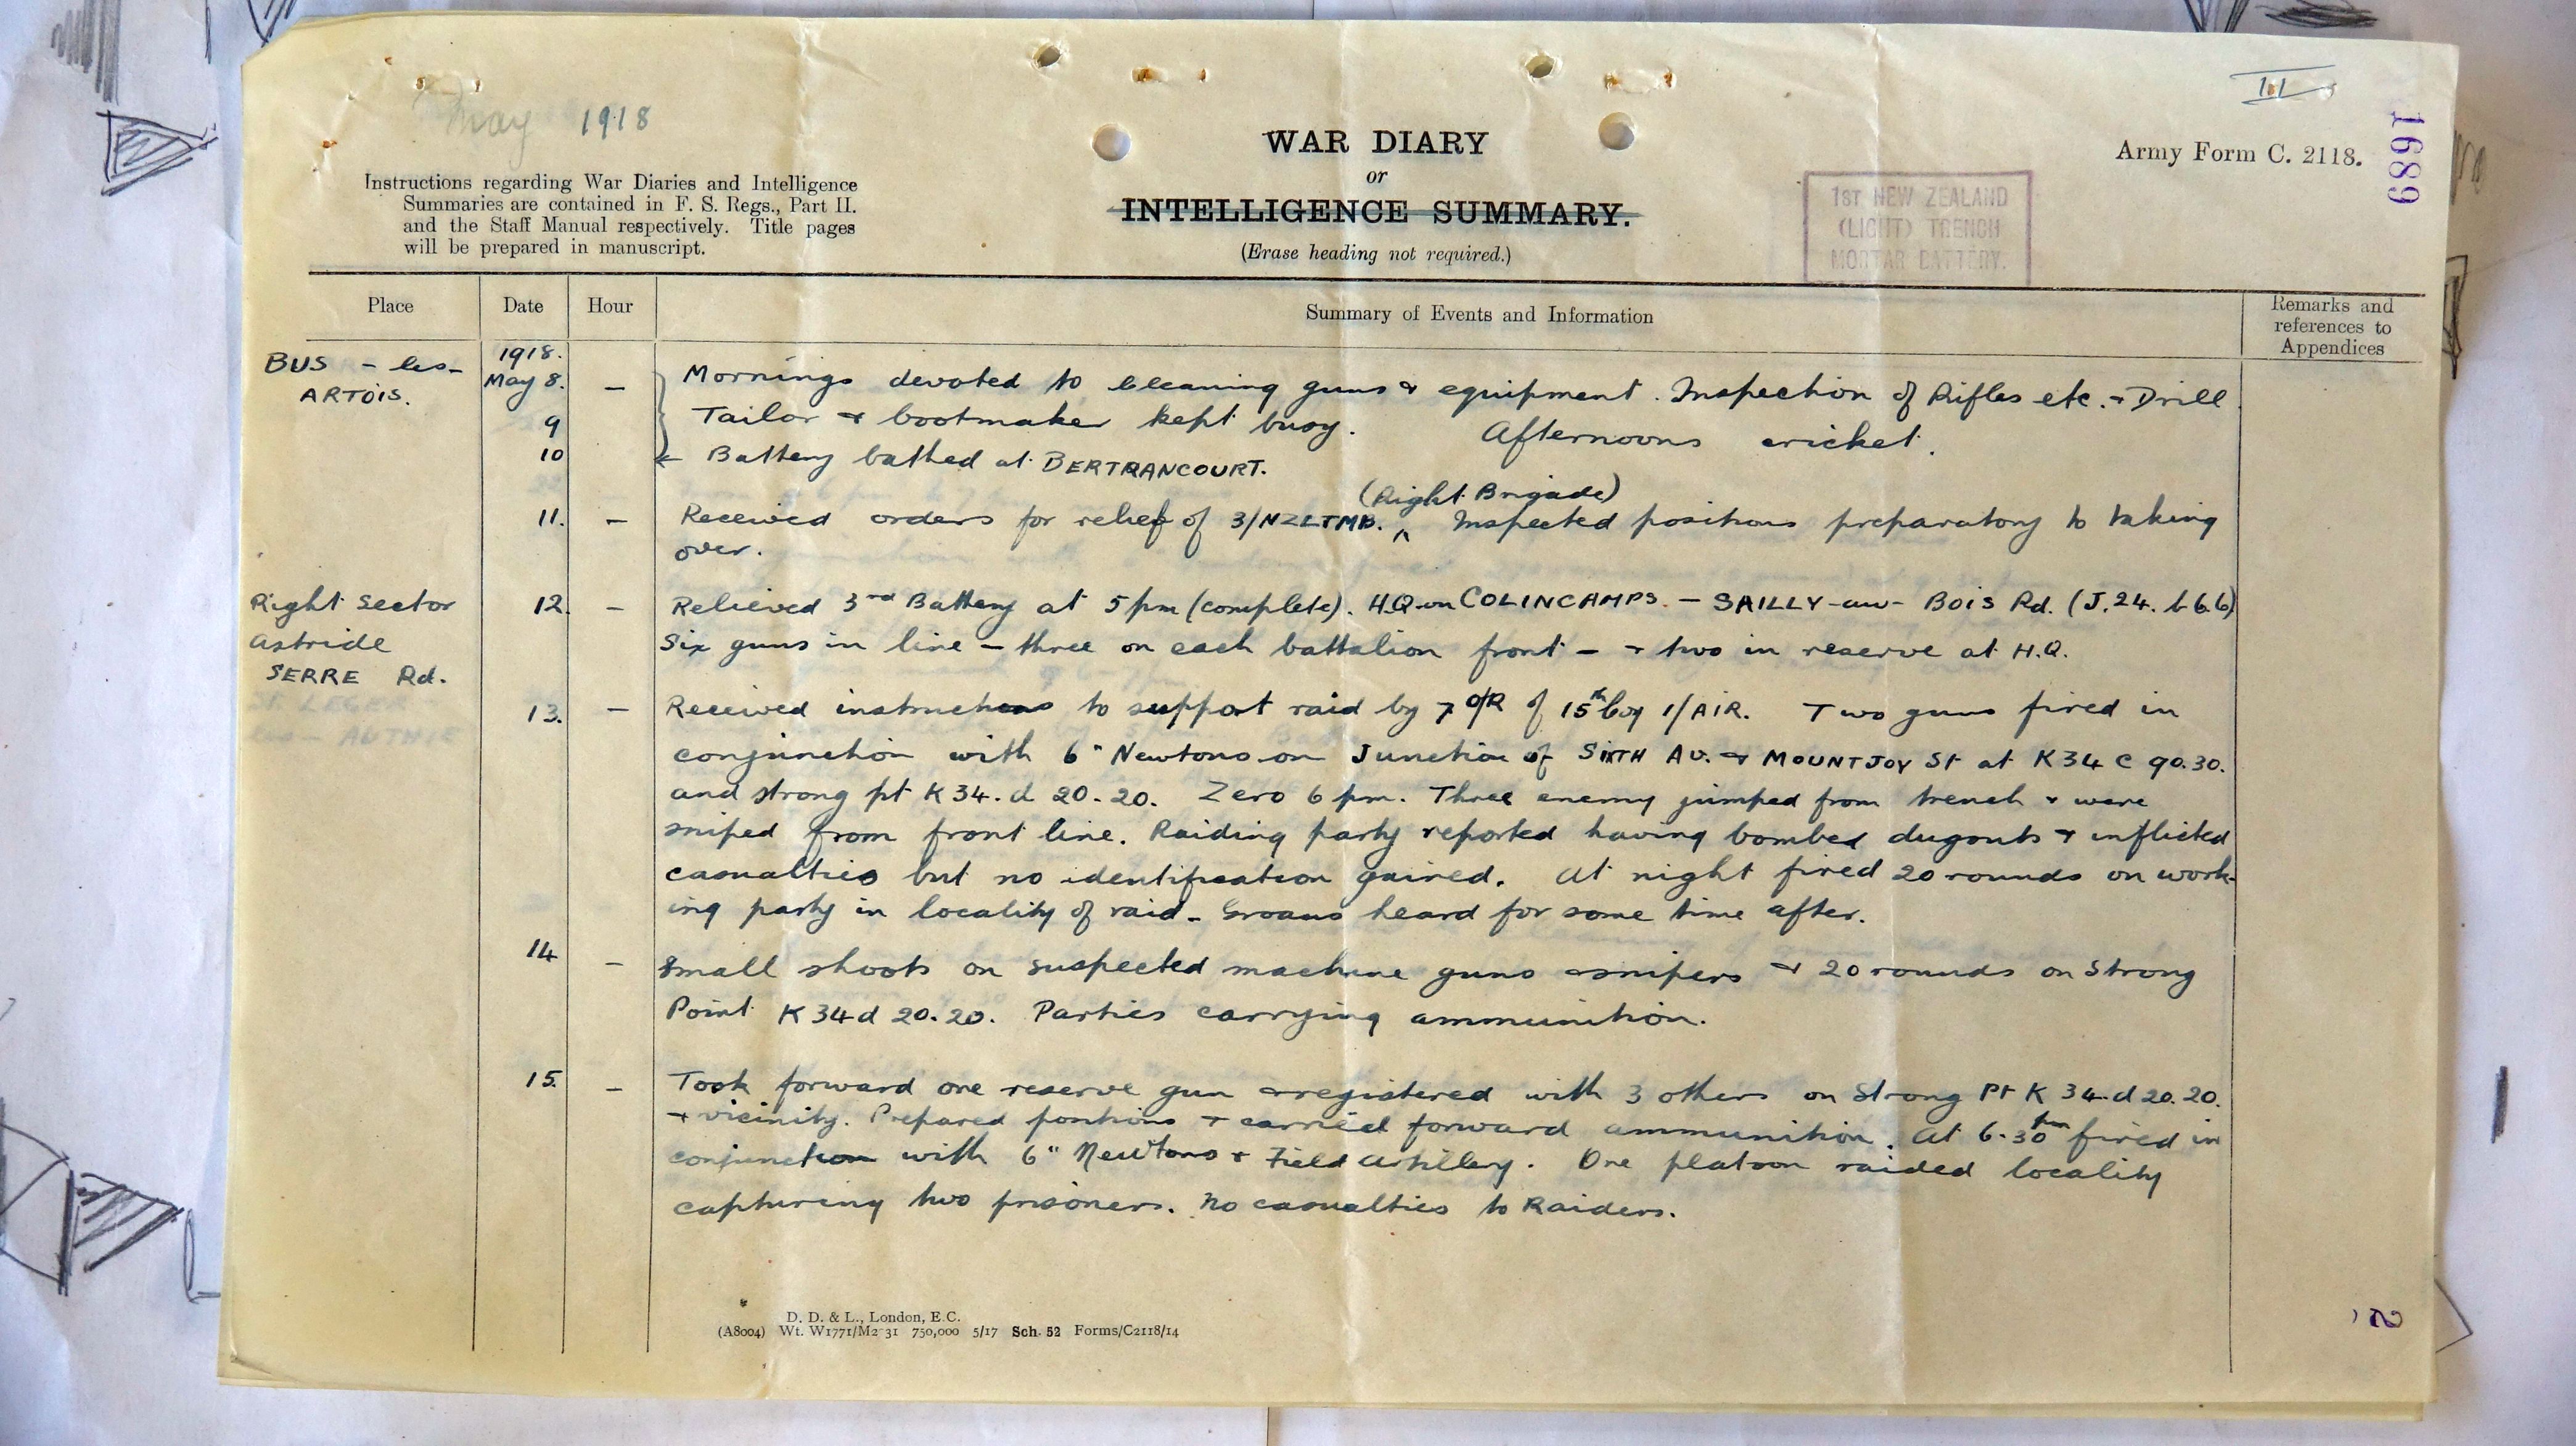 III
May 1918
1689
WAR DIARY
Army Form C. 2118.
or
Instructions regarding War Diaries and Intelligence
Summaries are contained in F. S. Regs., Part II.
and the Staff Manual respectively. Title pages
will be prepared in manuscript.
INTELLIGENCE SUMMARY.
(Erase heading not required.)
1st NEW ZEALAND
(LIGHT) TRENCH
MORTAR BATTERY.
Place Date Hour Summary of Events and Information Remarks and
references to
Appendices
BUS - les- 1918.
ARTOIS. May 8. — Mornings devoted to cleaning guns & equipment. Inspection of Rifles etc. & Drill
9 Tailor & bootmaker kept busy. Afternoons cricket.
10 Battery bathed at BERTRANCOURT.
(Right Brigade)
11. — Received orders for relief of 3/NZLTMB. ^ Inspected positions preparatory to taking
over.
Right Sector 12. — Relieved 3rd Battery at 5 pm (complete). H.Q. on COLINCAMPS. — SAILLY-au- BOIS Rd. (J.24. b 6.6)
astride Six guns in line — three on each battalion front — & two in reserve at H.Q.
SERRE Rd.
ST LEGER -
les - AUTHIE
13. — Received instructions to support raid by 7 O/R of 15th Coy 1/AIR. Two guns fired in
conjunction with 6" Newtons on Junction of SIXTH AV. & MOUNTJOY St at K34 c 90.30.
and strong pt K 34. d 20-20. Zero 6 pm. Three enemy jumped from trench & were
sniped from front line. Raiding party reported having bombed dugouts & inflicted
casualties but no identification gained. At night fired 20 rounds on work-
ing party in locality of raid - Groans heard for some time after.
14 — Small shoots on suspected machine guns & snipers & 20 rounds on Strong
Point K 34 d 20.20. Parties carrying ammunition.
15. — Took forward one reserve gun & registered with 3 others on Strong Pt K 34.d 20.20.
& vicinity. Prepared positions & carried forward ammunition. At 6.30 pm fired in
conjunction with 6" Newtons & Field Artillery. One platoon raided locality
capturing two prisoners. No casualties to Raiders.
D. D. & L., London, E.C.
(A8004) Wt. W1771/M2 31 750,000 5/17 Sch. 52 Forms/C2118/14
2